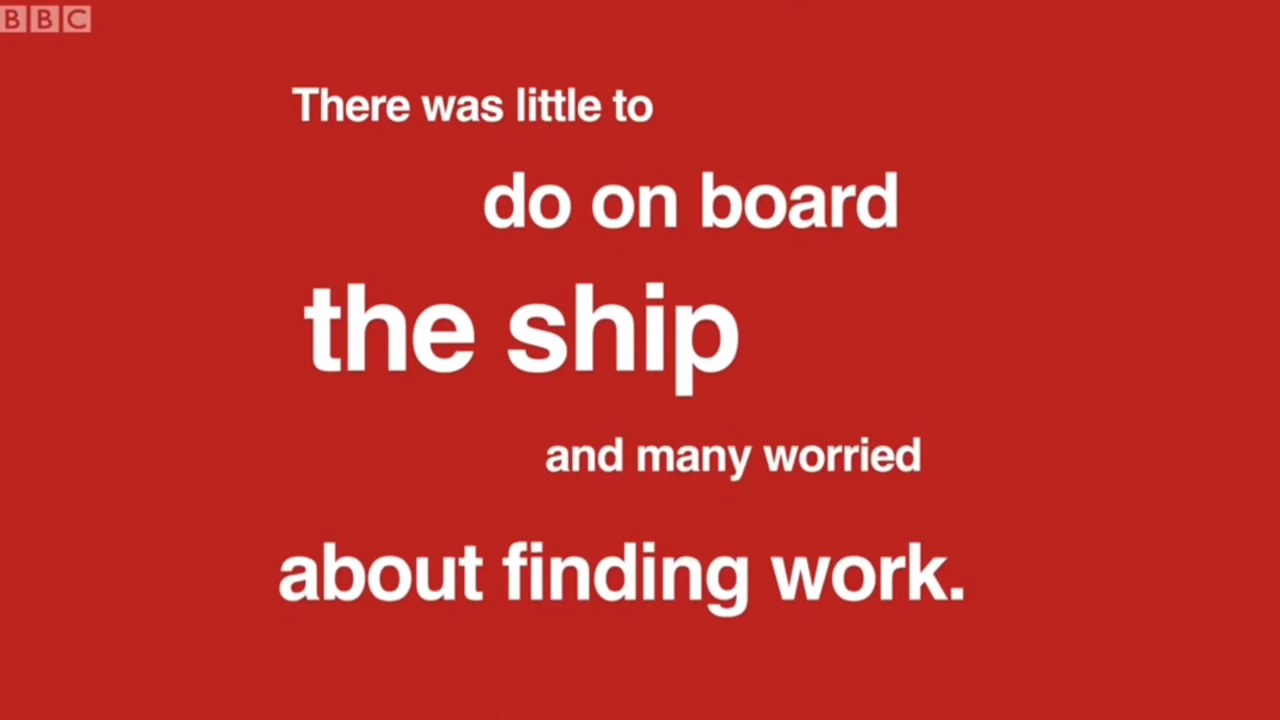 BBC
There was little to
do on board
the ship
and many worried
about finding work.